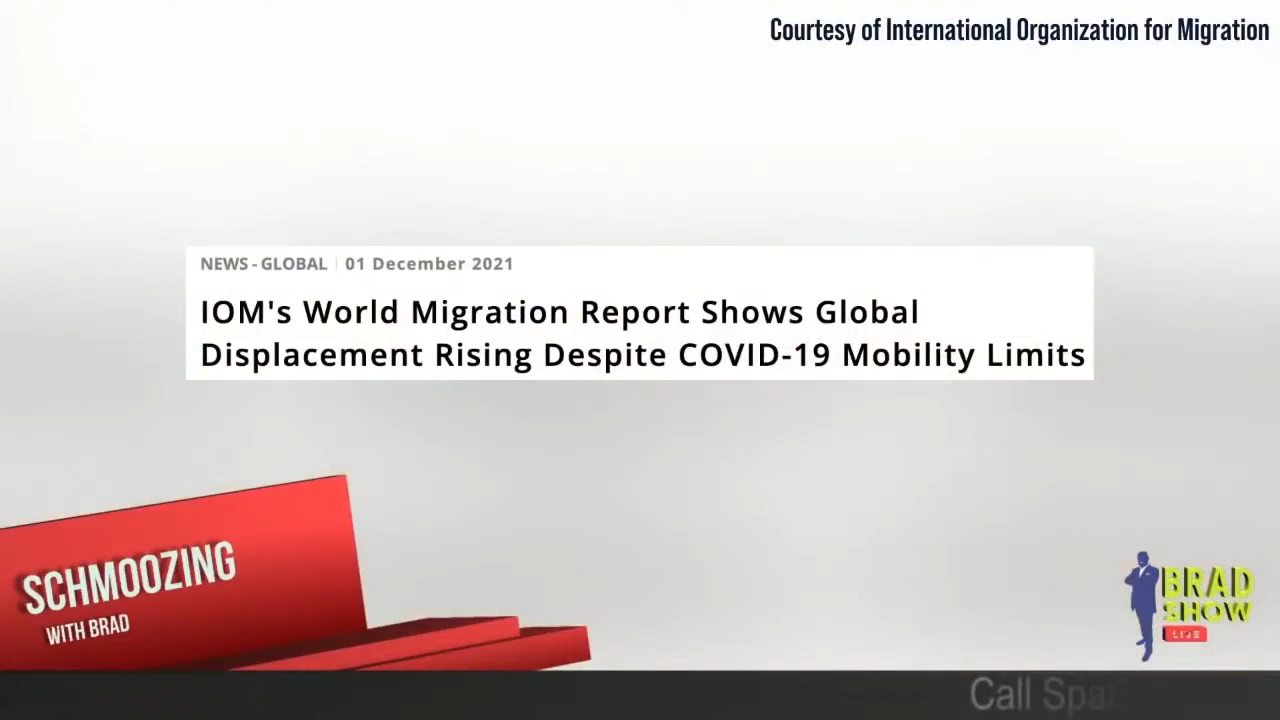 Courtesy of International Organization for Migration
NEWS - GLOBAL | 01 December 2021
IOM's World Migration Report Shows Global
Displacement Rising Despite COVID-19 Mobility Limits
SCHMOOZING
WITH BRAD
BRAD
SHOW
LIVE
Call